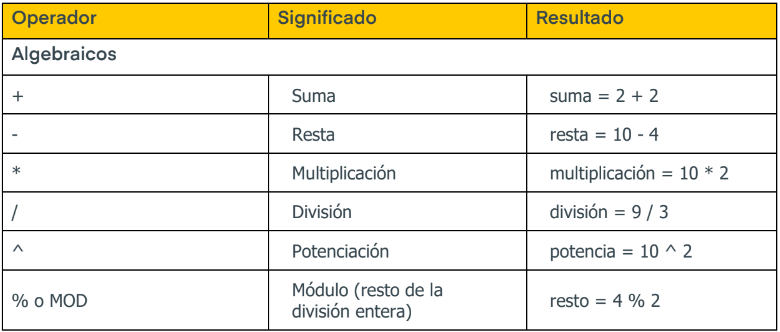 Operador Significado Resultado
Algebraicos
+ Suma suma = 2 + 2
- Resta resta = 10 - 4
* Multiplicación multiplicación = 10 * 2
/ División división = 9 / 3
^ Potenciación potencia = 10 ^ 2
% o MOD Módulo (resto de la división entera) resto = 4 % 2